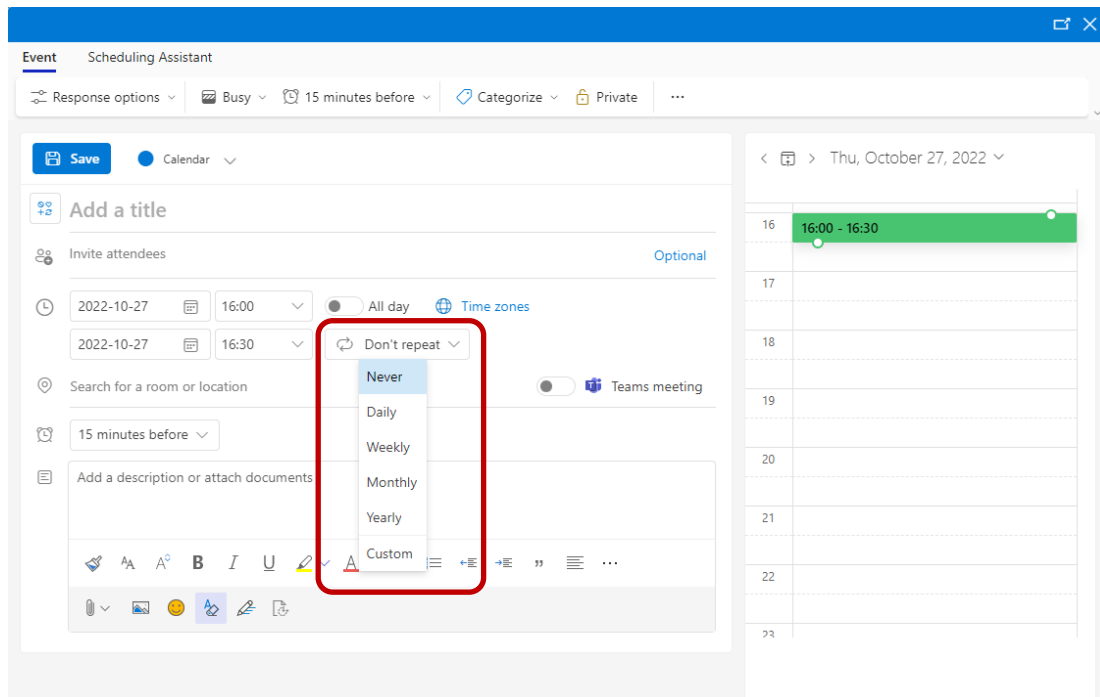 Event Scheduling Assistant
Response options Busy 15 minutes before Categorize Private ...
Save Calendar
Add a title
Invite attendees Optional
2022-10-27 16:00 All day Time zones
2022-10-27 16:30 Don't repeat
Never
Daily
Weekly
Monthly
Yearly
Custom
Search for a room or location Teams meeting
15 minutes before
Add a description or attach documents
Thu, October 27, 2022
16 16:00 - 16:30
17
18
19
20
21
22
23